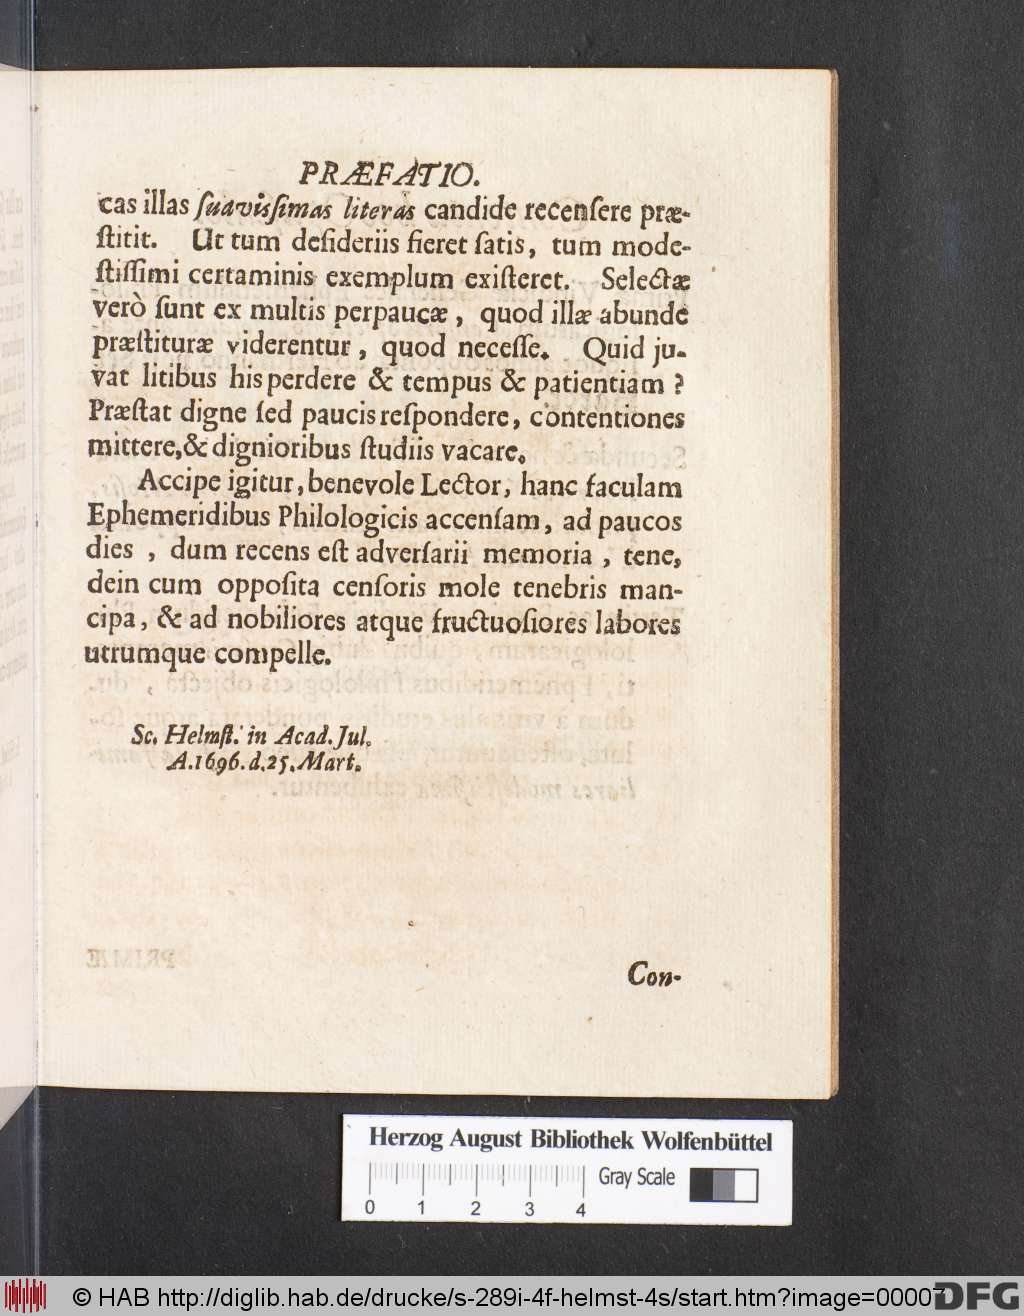 PRÆFATIO.
cas illas ſuavisſimas literas candide recenſere præ-
ſtitit. Ut tum deſideriis fieret ſatis, tum mode-
ſtiſſimi certaminis exemplum exiſteret. Selectæ
verò ſunt ex multis perpaucæ, quod illæ abunde
præſtituræ viderentur, quod neceſſe. Quid ju-
vat litibus his perdere & tempus & patientiam?
Præſtat digne ſed paucis reſpondere, contentiones
mittere, & dignioribus ſtudiis vacare.
Accipe igitur, benevole Lector, hanc faculam
Ephemeridibus Philologicis accenſam, ad paucos
dies, dum recens eſt adverſarii memoria, tene,
dein cum oppoſita cenſoris mole tenebris man-
cipa, & ad nobiliores atque fructuoſiores labores
utrumque compelle.
Sc. Helmſt. in Acad. Jul.
A. 1696. d. 25. Mart.
Con-
Herzog August Bibliothek Wolfenbüttel
Gray Scale
0 1 2 3 4
© HAB http://diglib.hab.de/drucke/s-289i-4f-helmst-4s/start.htm?image=00007
DFG